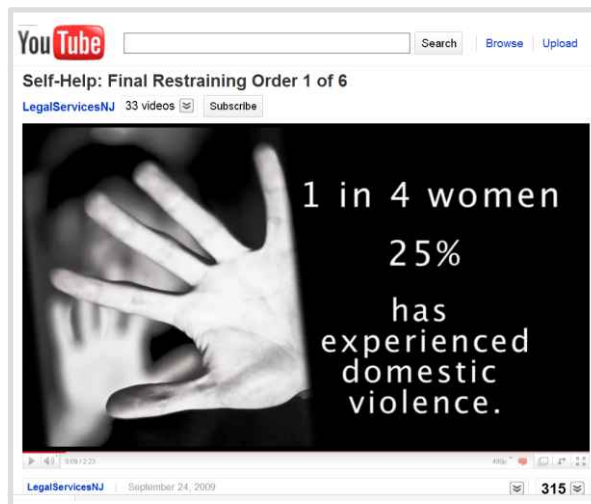 YouTube Search Browse Upload
Self-Help: Final Restraining Order 1 of 6
LegalServicesNJ 33 videos Subscribe
1 in 4 women
25%
has
experienced
domestic
violence.
LegalServicesNJ September 24, 2009 315